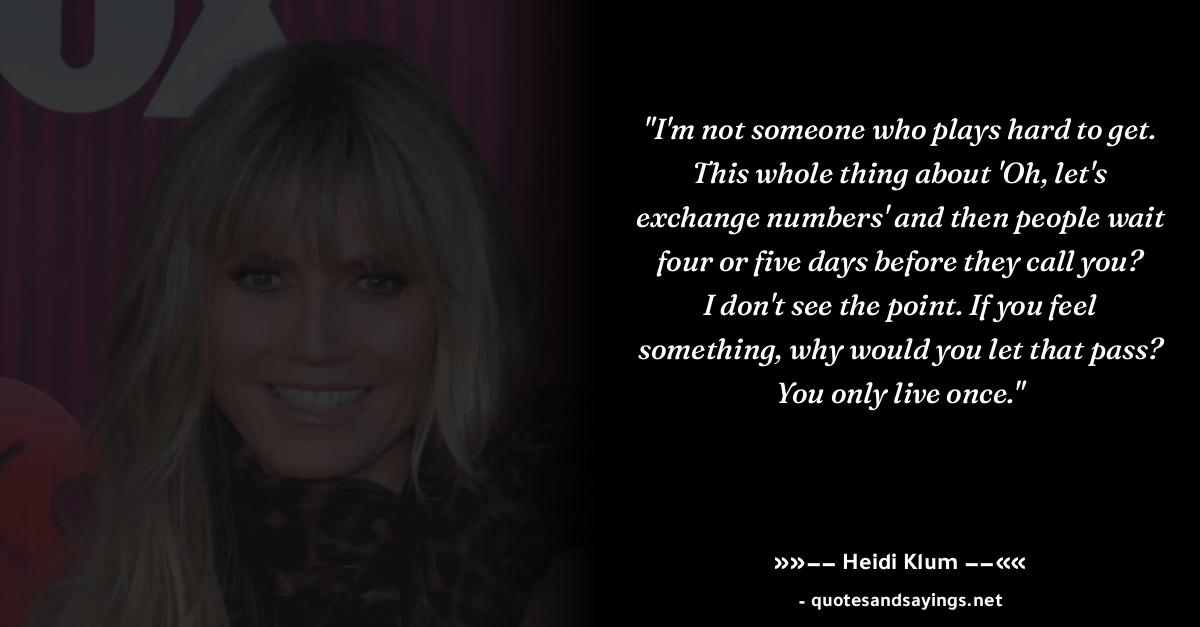 UX
"I'm not someone who plays hard to get.
This whole thing about 'Oh, let's
exchange numbers' and then people wait
four or five days before they call you?
I don't see the point. If you feel
something, why would you let that pass?
You only live once."
»»–– Heidi Klum ––««
- quotesandsayings.net